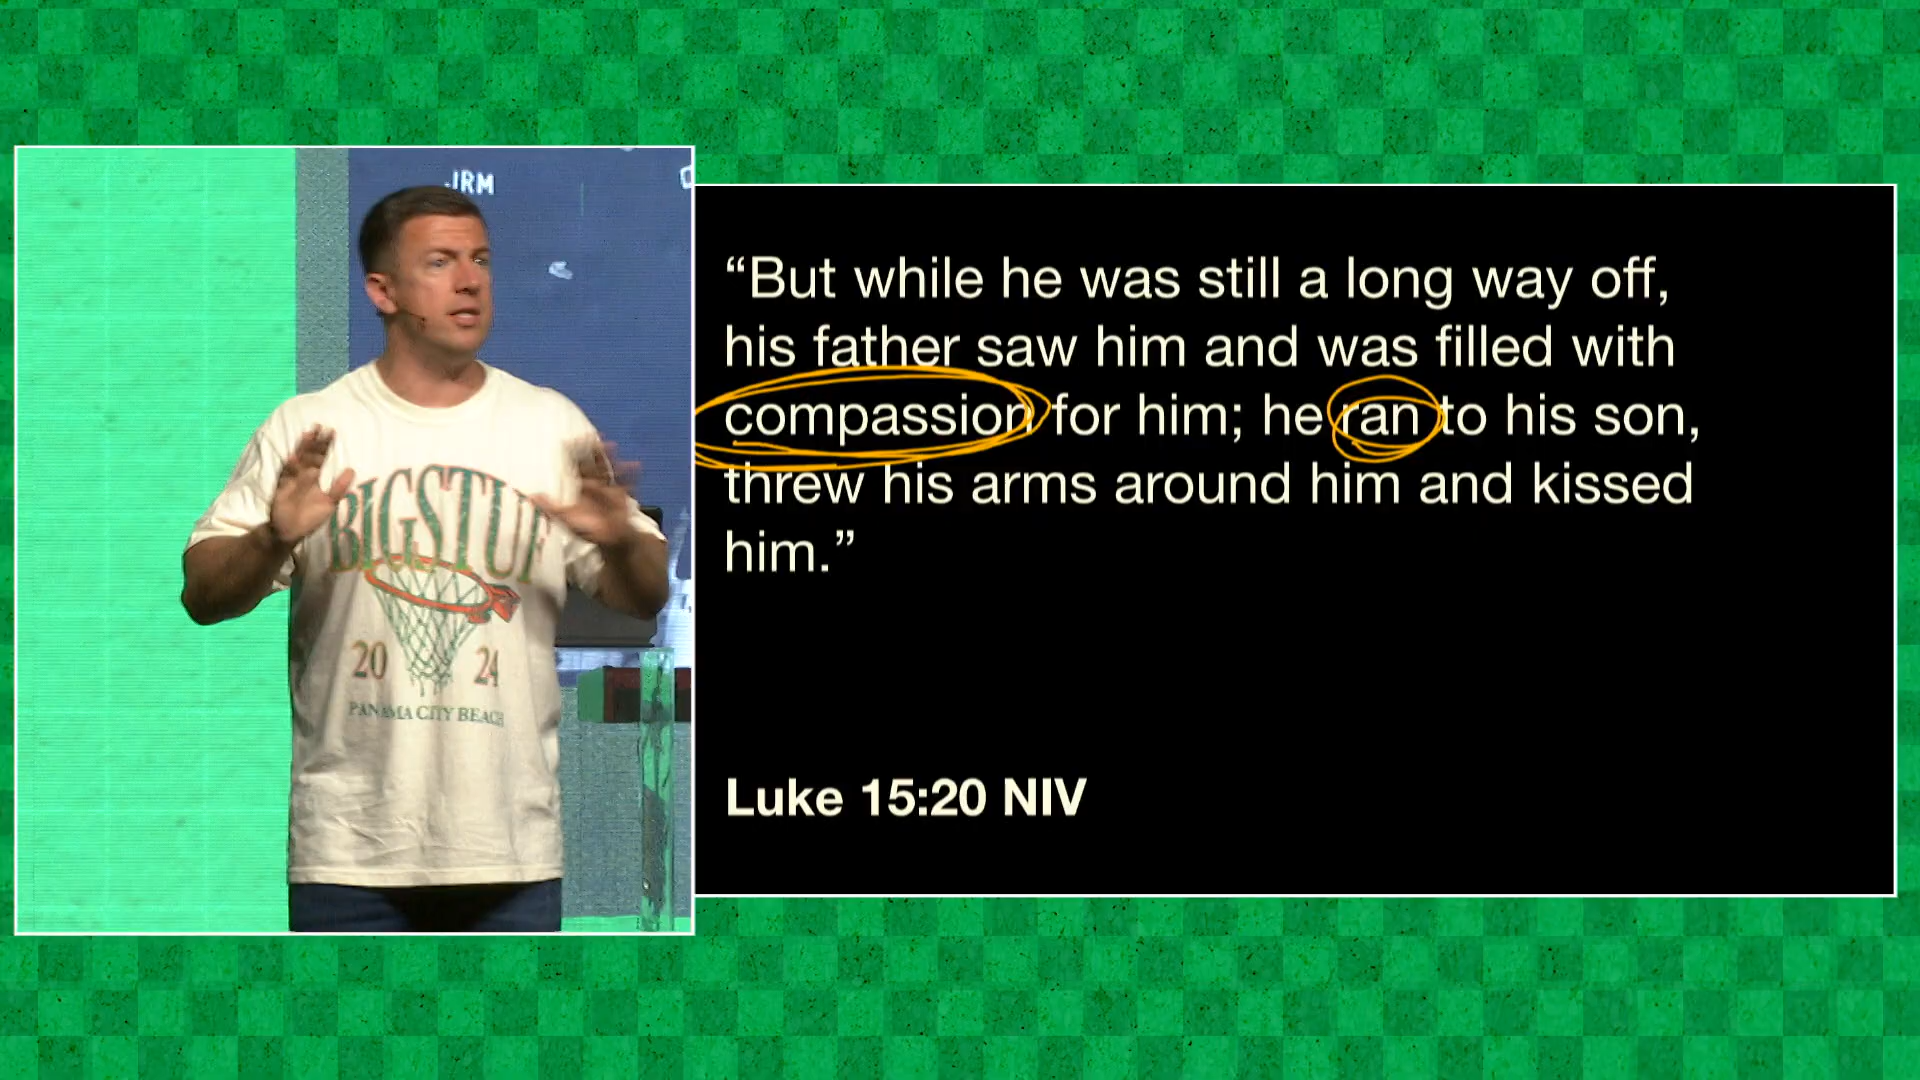 JRM
BIGSTUF
20 24
PANAMA CITY BEACH
“But while he was still a long way off,
his father saw him and was filled with
compassion for him; he ran to his son,
threw his arms around him and kissed
him.”
Luke 15:20 NIV